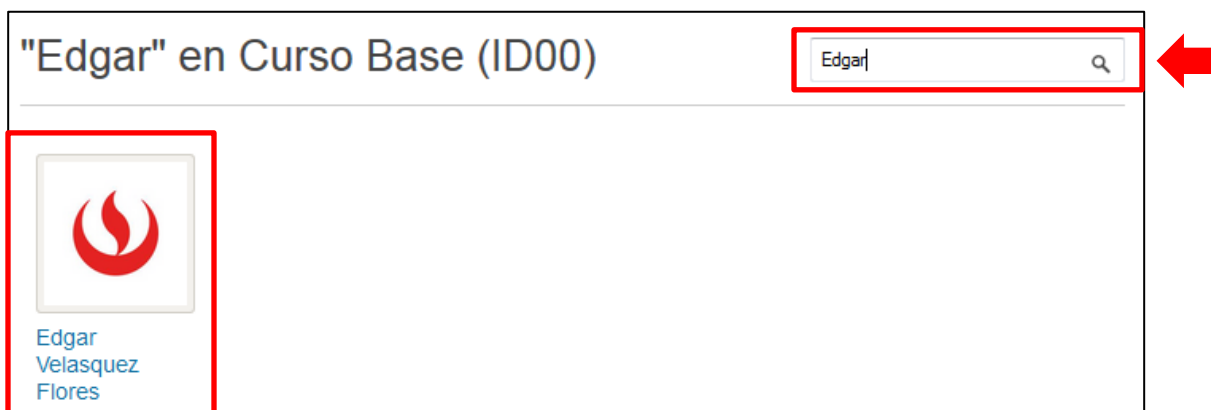 "Edgar" en Curso Base (ID00)
Edgar
Edgar
Velasquez
Flores